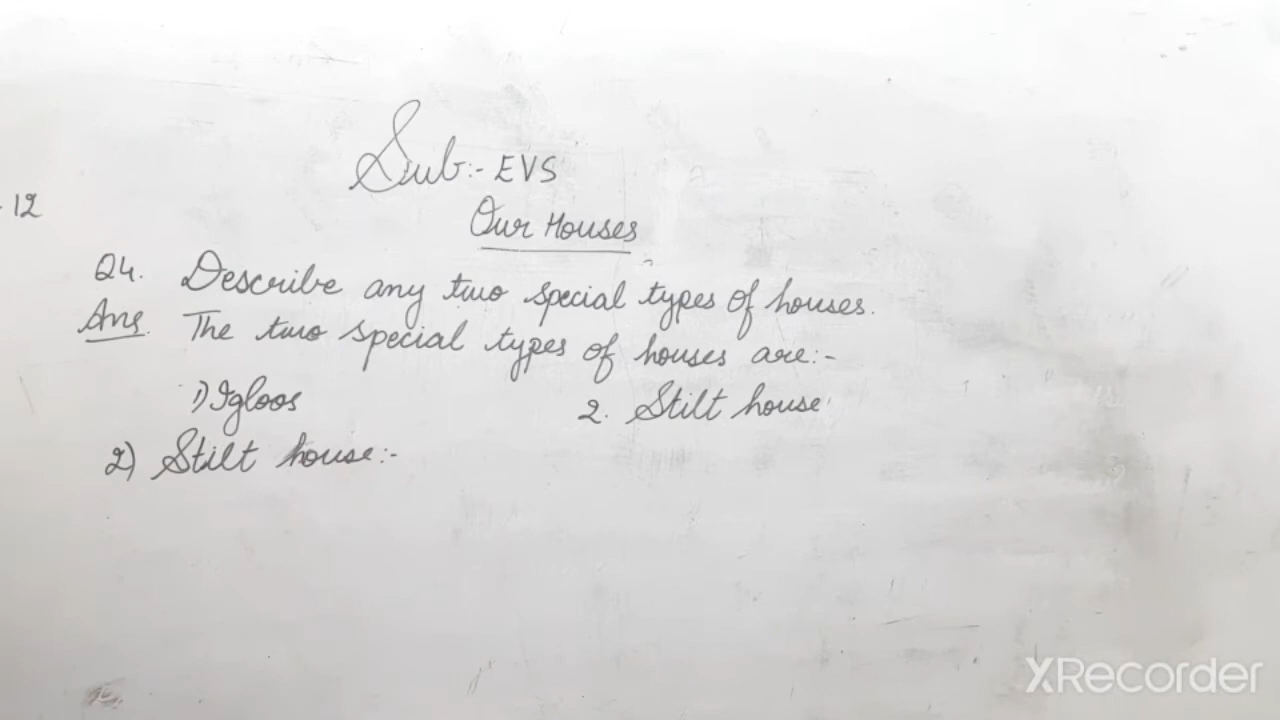 Sub:- EVS
12
Our Houses
Q4. Describe any two special types of houses.
Ans. The two special types of houses are:-
1) Igloos 2. Stilt house
2) Stilt house:-
XRecorder